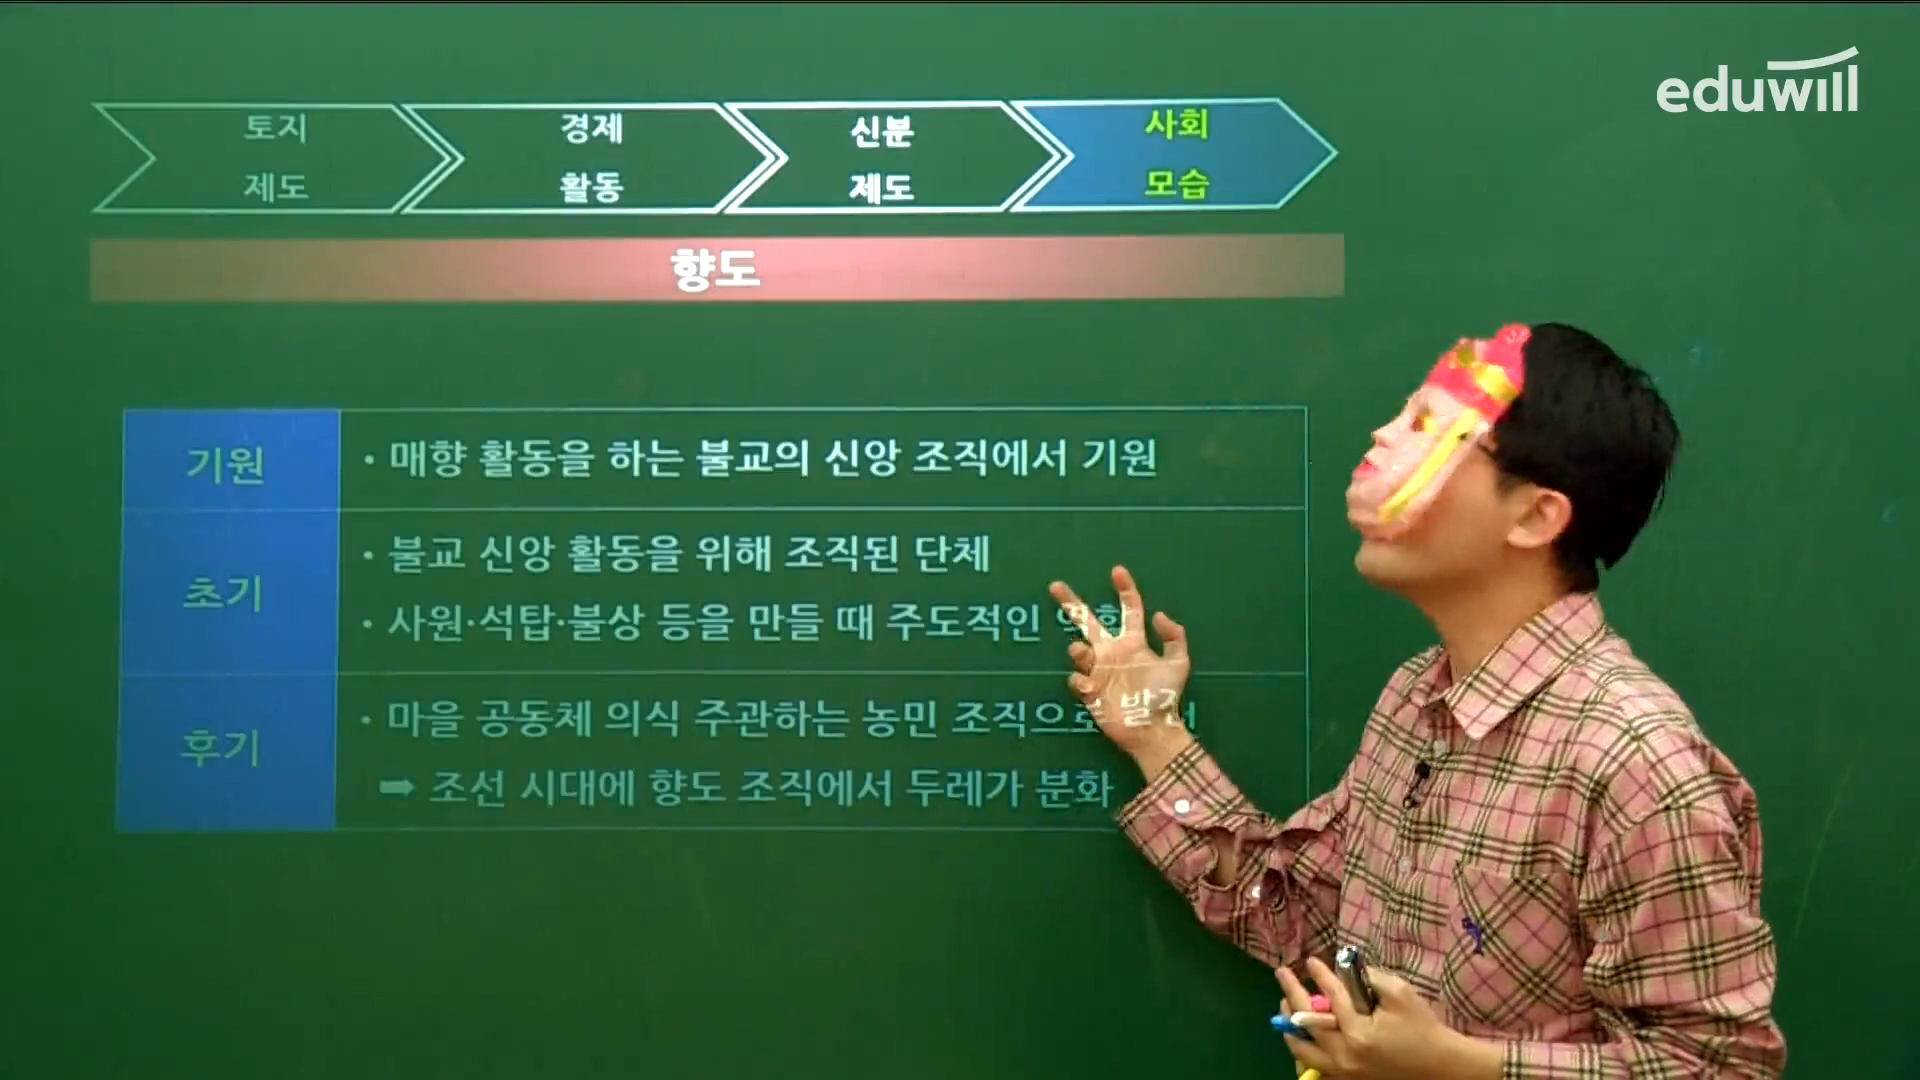 eduwill
토지 제도
경제 활동
신분 제도
사회 모습
향도
기원
• 매향 활동을 하는 불교의 신앙 조직에서 기원
초기
• 불교 신앙 활동을 위해 조직된 단체
• 사원·석탑·불상 등을 만들 때 주도적인 역할
후기
• 마을 공동체 의식 주관하는 농민 조직으로 발전
➡ 조선 시대에 향도 조직에서 두레가 분화